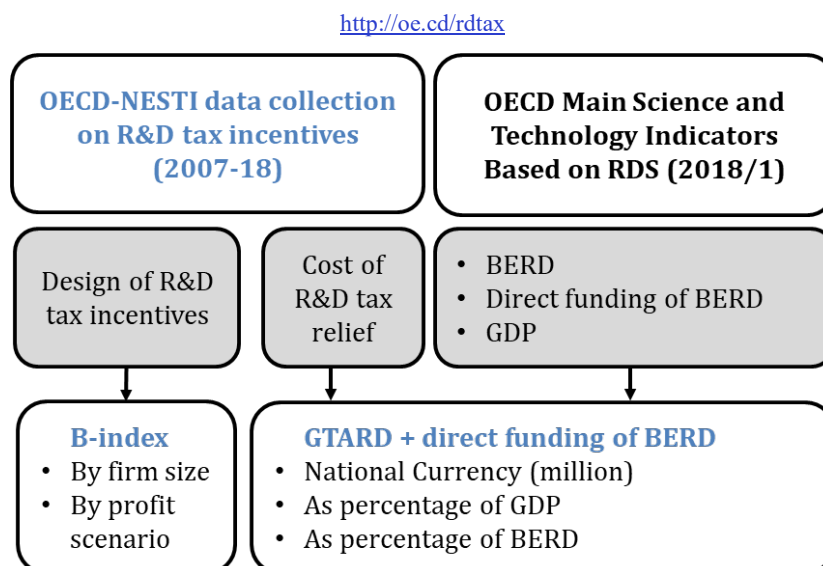 http://oe.cd/rdtax
OECD-NESTI data collection
on R&D tax incentives
(2007-18)
OECD Main Science and
Technology Indicators
Based on RDS (2018/1)
Design of R&D
tax incentives
Cost of
R&D tax
relief
• BERD
• Direct funding of BERD
• GDP
B-index
• By firm size
• By profit
scenario
GTARD + direct funding of BERD
• National Currency (million)
• As percentage of GDP
• As percentage of BERD